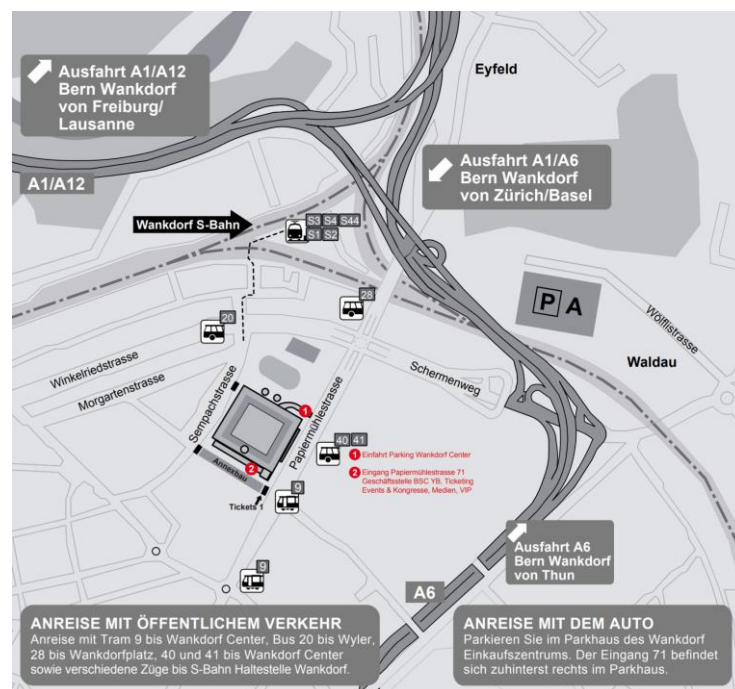 Ausfahrt A1/A12
Bern Wankdorf
von Freiburg/
Lausanne
Eyfeld
A1/A12
Ausfahrt A1/A6
Bern Wankdorf
von Zürich/Basel
Wankdorf S-Bahn
S3 S4 S44
S1 S2
28
20
P A
Wölflistrasse
Waldau
Winkelriedstrasse
Morgartenstrasse
Sempachstrasse
Papiermühlestrasse
Schermenweg
1
40 41
1 Einfahrt Parking Wankdorf Center
2
Annexbau
2 Eingang Papiermühlestrasse 71
Geschäftsstelle BSC YB, Ticketing
Events & Kongresse, Medien, VIP
Tickets 1
9
9
Ausfahrt A6
Bern Wankdorf
von Thun
A6
ANREISE MIT ÖFFENTLICHEM VERKEHR
Anreise mit Tram 9 bis Wankdorf Center, Bus 20 bis Wyler,
28 bis Wankdorfplatz, 40 und 41 bis Wankdorf Center
sowie verschiedene Züge bis S-Bahn Haltestelle Wankdorf.
ANREISE MIT DEM AUTO
Parkieren Sie im Parkhaus des Wankdorf
Einkaufszentrums. Der Eingang 71 befindet
sich zuhinterst rechts im Parkhaus.